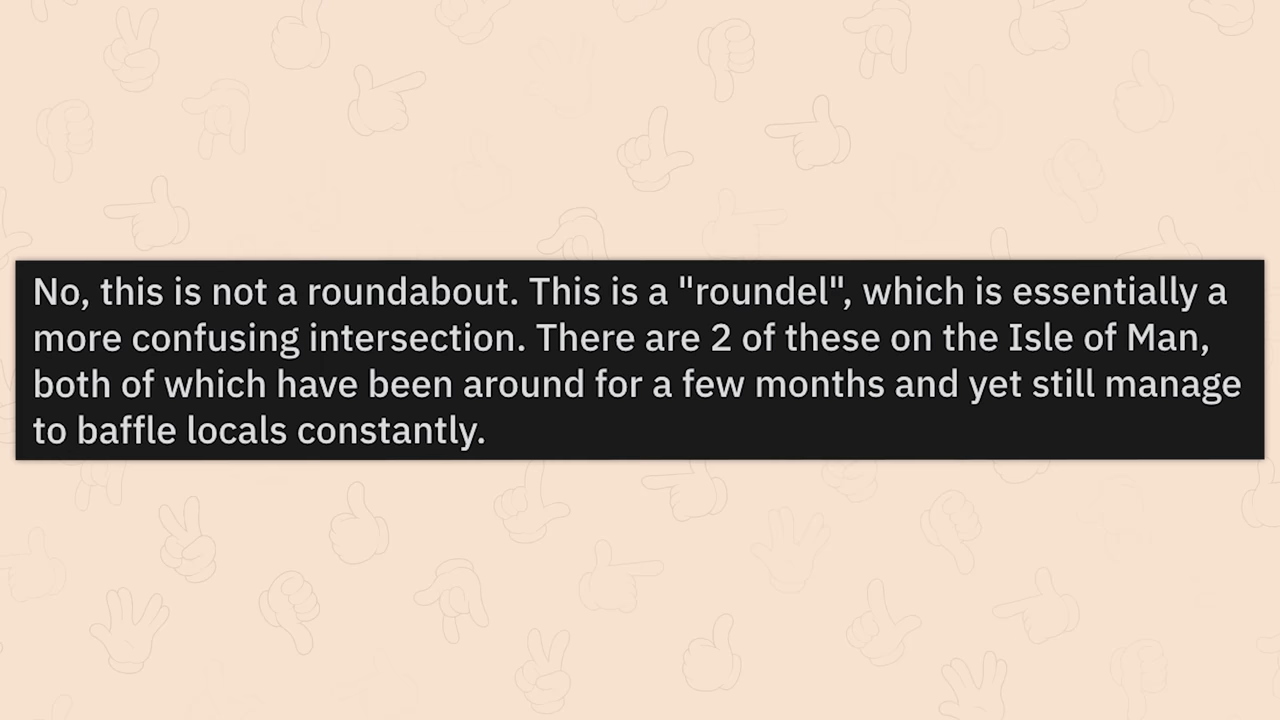 No, this is not a roundabout. This is a "roundel", which is essentially a
more confusing intersection. There are 2 of these on the Isle of Man,
both of which have been around for a few months and yet still manage
to baffle locals constantly.